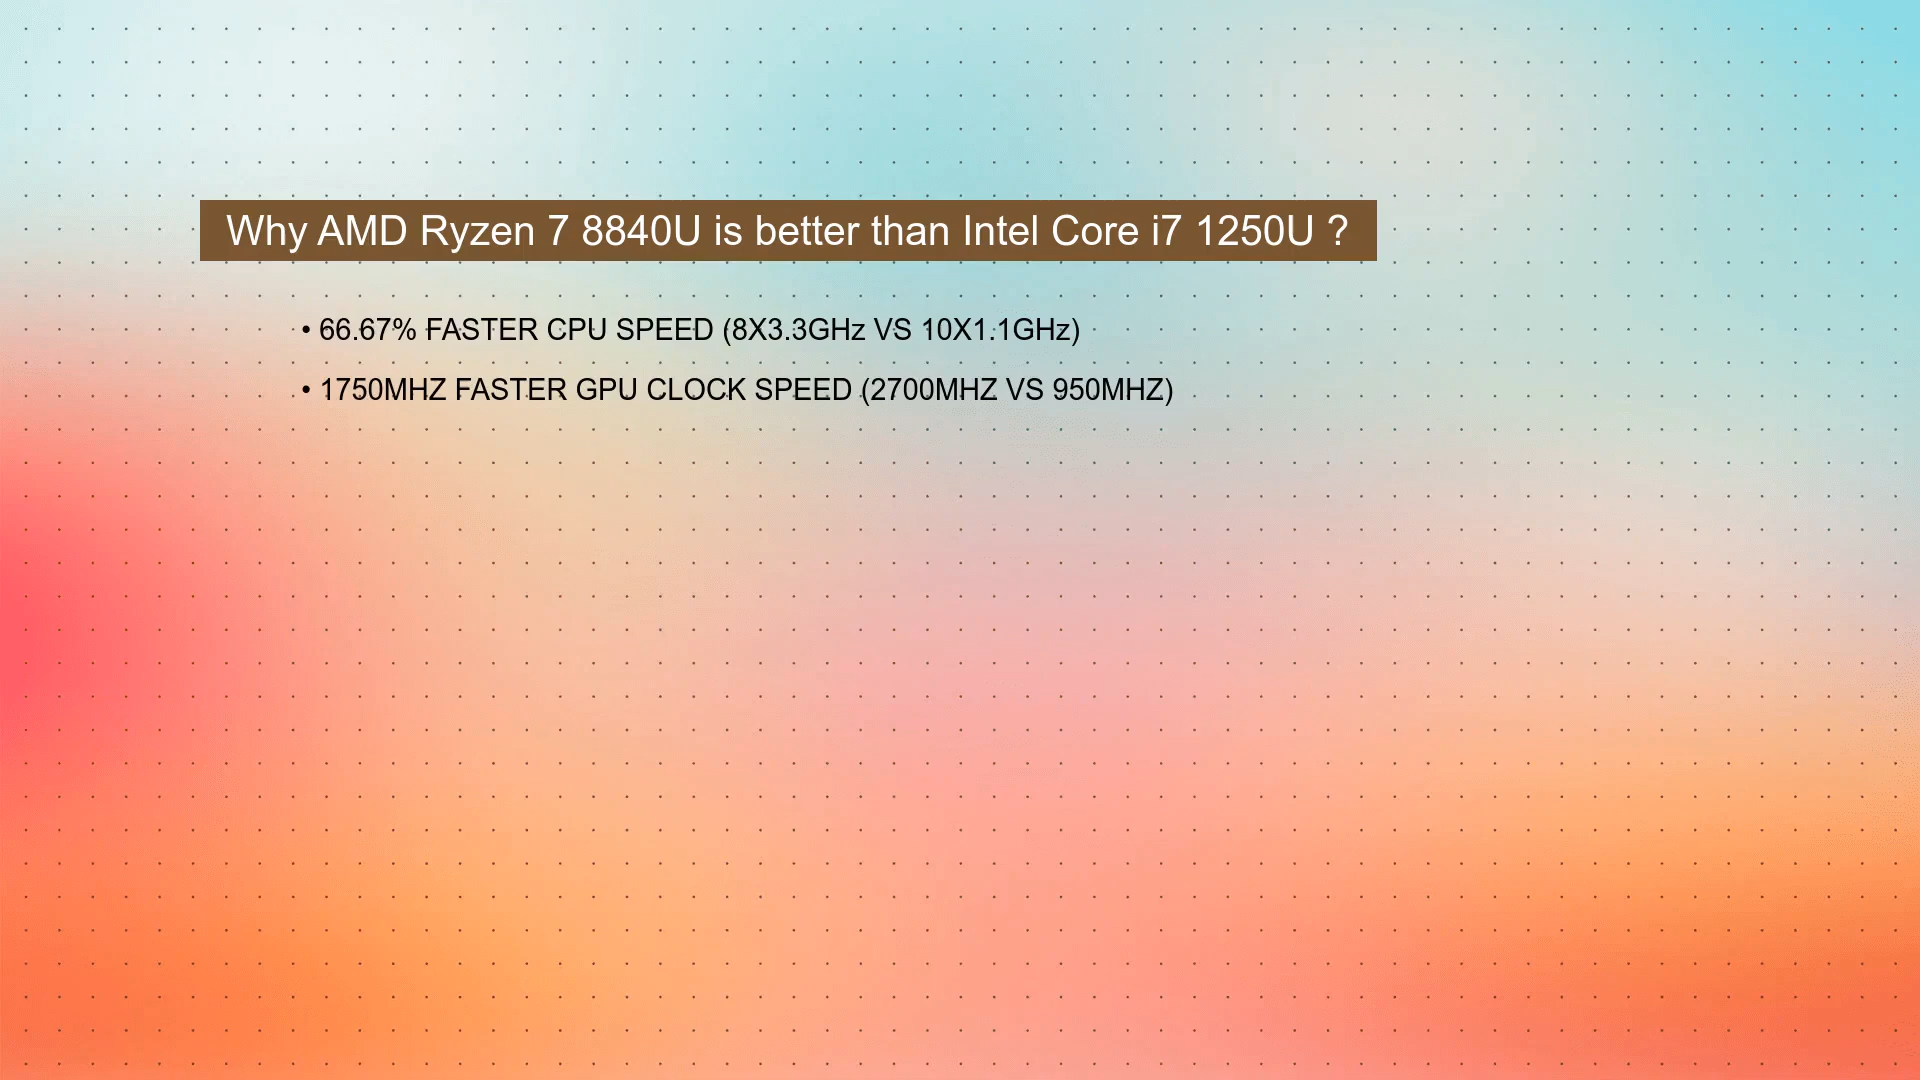 Why AMD Ryzen 7 8840U is better than Intel Core i7 1250U ?
• 66.67% FASTER CPU SPEED (8X3.3GHz VS 10X1.1GHz)
• 1750MHZ FASTER GPU CLOCK SPEED (2700MHZ VS 950MHZ)